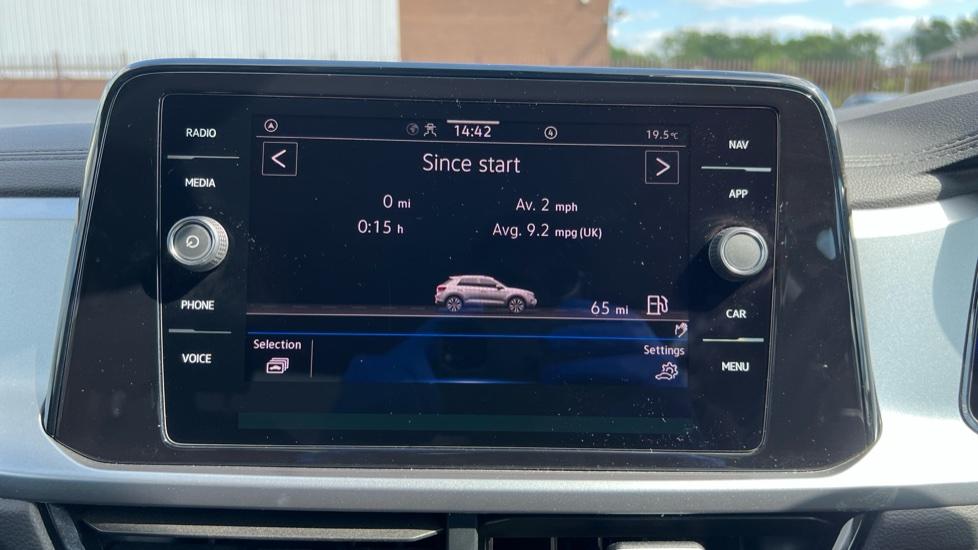 RADIO
MEDIA
PHONE
VOICE
14:42
4
19.5°C
<
Since start
>
0 mi
Av. 2 mph
0:15 h
Avg. 9.2 mpg (UK)
65 mi
Selection
Settings
NAV
APP
CAR
MENU